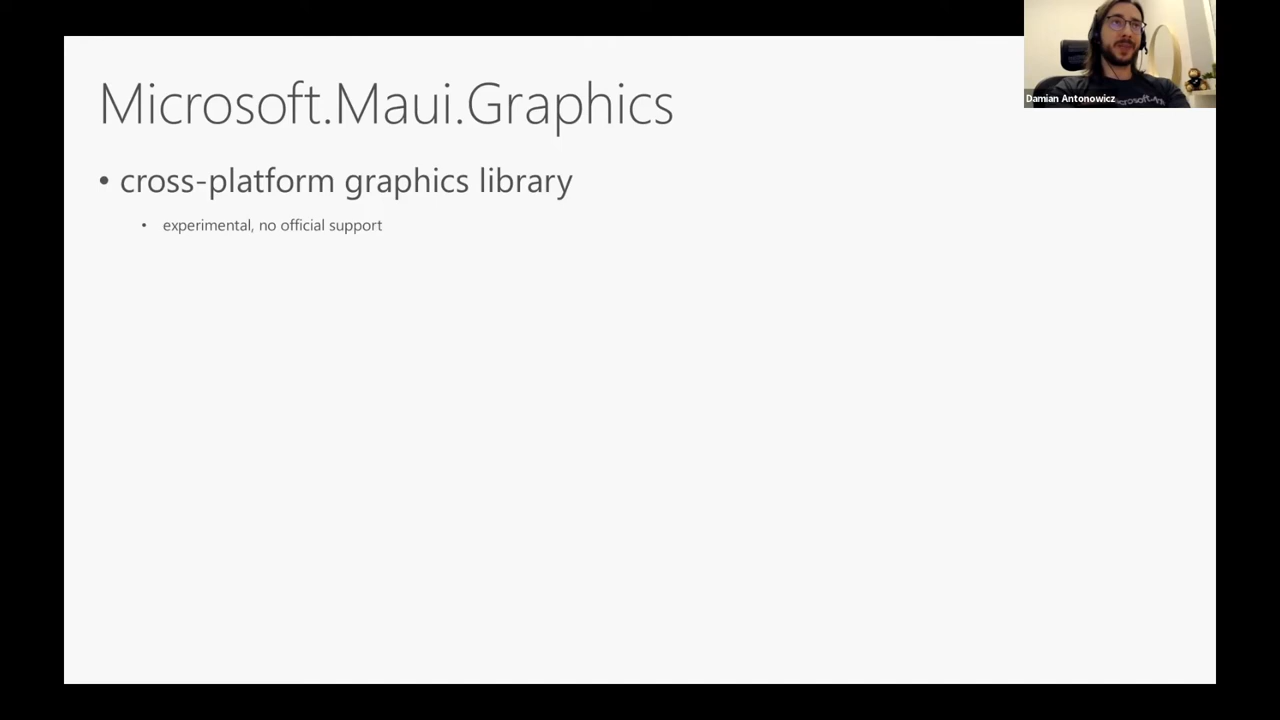 Microsoft.Maui.Graphics
• cross-platform graphics library
• experimental, no official support
Damian Antonowicz